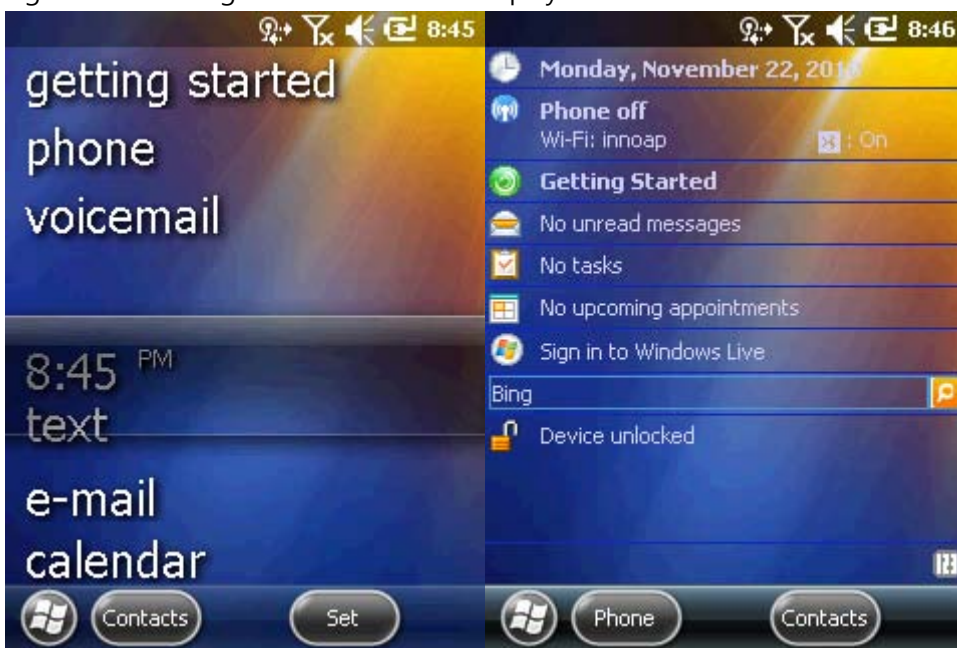 8:45
getting started
phone
voicemail
8:45 PM
text
e-mail
calendar
Contacts Set
8:46
Monday, November 22, 201
Phone off
Wi-Fi: innoap : On
Getting Started
No unread messages
No tasks
No upcoming appointments
Sign in to Windows Live
Bing
Device unlocked
123
Phone Contacts